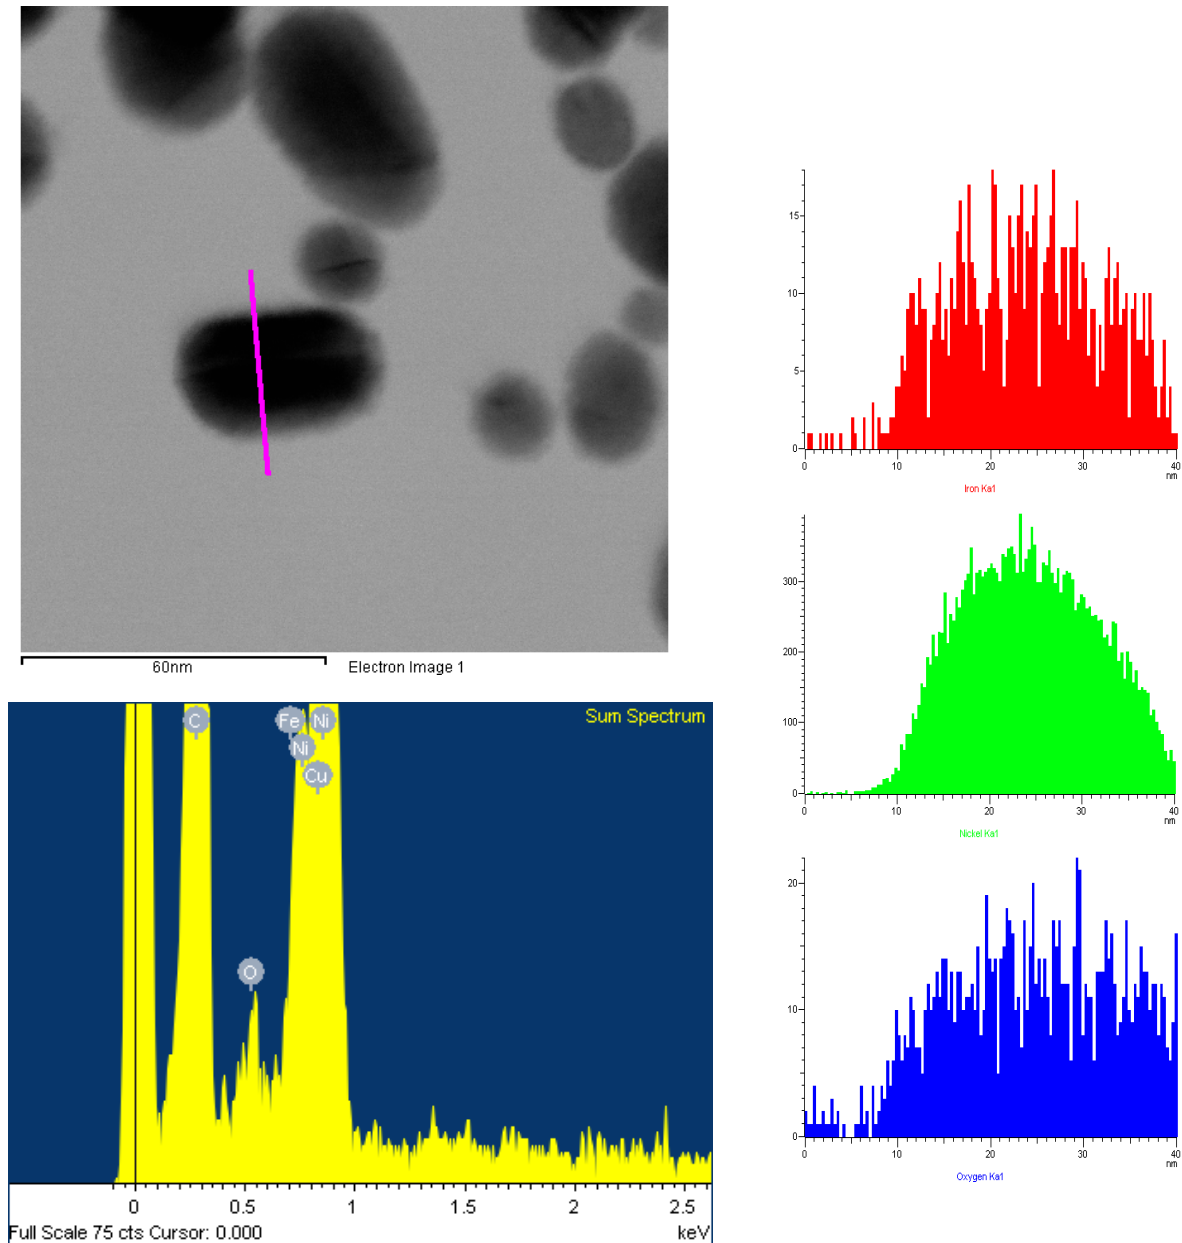 60nm
Electron Image 1
15
10
5
0
0
10
20
30
40
nm
Iron Ka1
300
200
100
0
0
10
20
30
40
nm
Nickel Ka1
20
10
0
0
10
20
30
40
nm
Oxygen Ka1
Sum Spectrum
C
Fe
Ni
Ni
Cu
O
0
0.5
1
1.5
2
2.5
Full Scale 75 cts Cursor: 0.000
keV